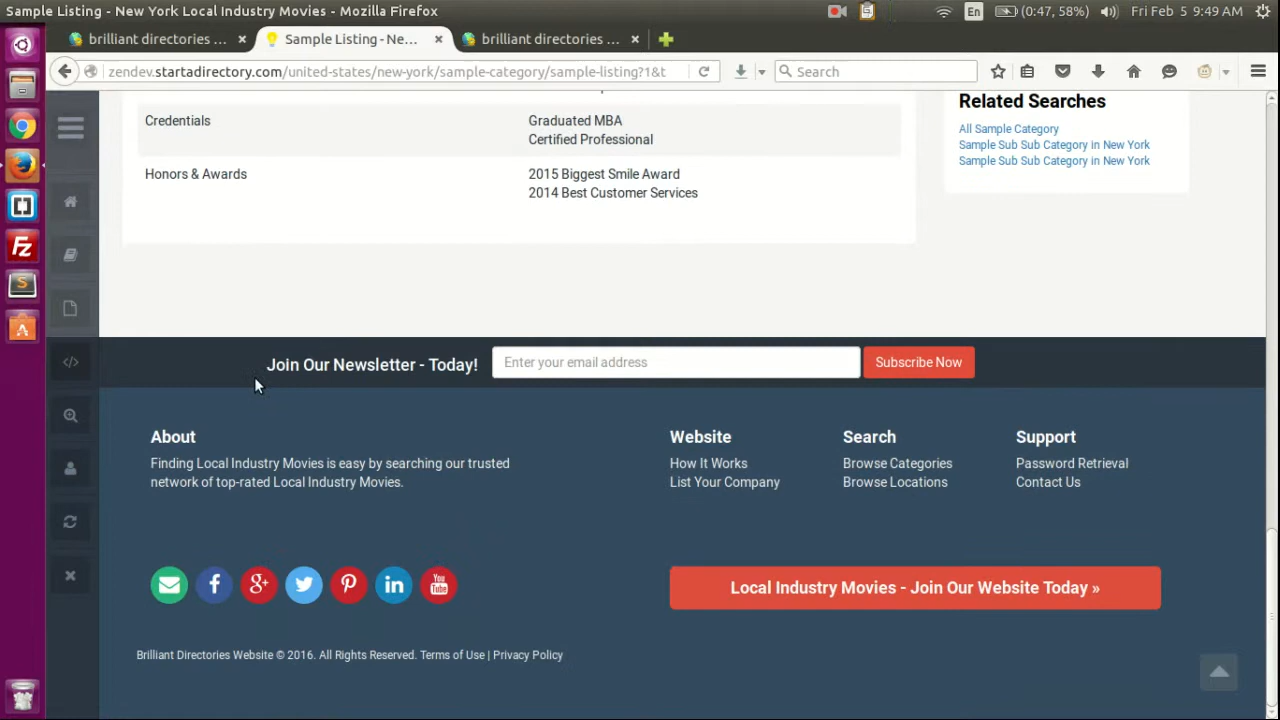 Sample Listing - New York Local Industry Movies - Mozilla Firefox
En
(0:47, 58%)
Fri Feb 5 9:49 AM
brilliant directories ...
Sample Listing - Ne...
brilliant directories ...
zendev.startadirectory.com/united-states/new-york/sample-category/sample-listing?1&t
Search
Credentials
Graduated MBA
Certified Professional
Honors & Awards
2015 Biggest Smile Award
2014 Best Customer Services
Related Searches
All Sample Category
Sample Sub Sub Category in New York
Sample Sub Sub Category in New York
Join Our Newsletter - Today!
Enter your email address
Subscribe Now
About
Finding Local Industry Movies is easy by searching our trusted
network of top-rated Local Industry Movies.
Website
How It Works
List Your Company
Search
Browse Categories
Browse Locations
Support
Password Retrieval
Contact Us
You Tube
Local Industry Movies - Join Our Website Today »
Brilliant Directories Website © 2016. All Rights Reserved. Terms of Use | Privacy Policy